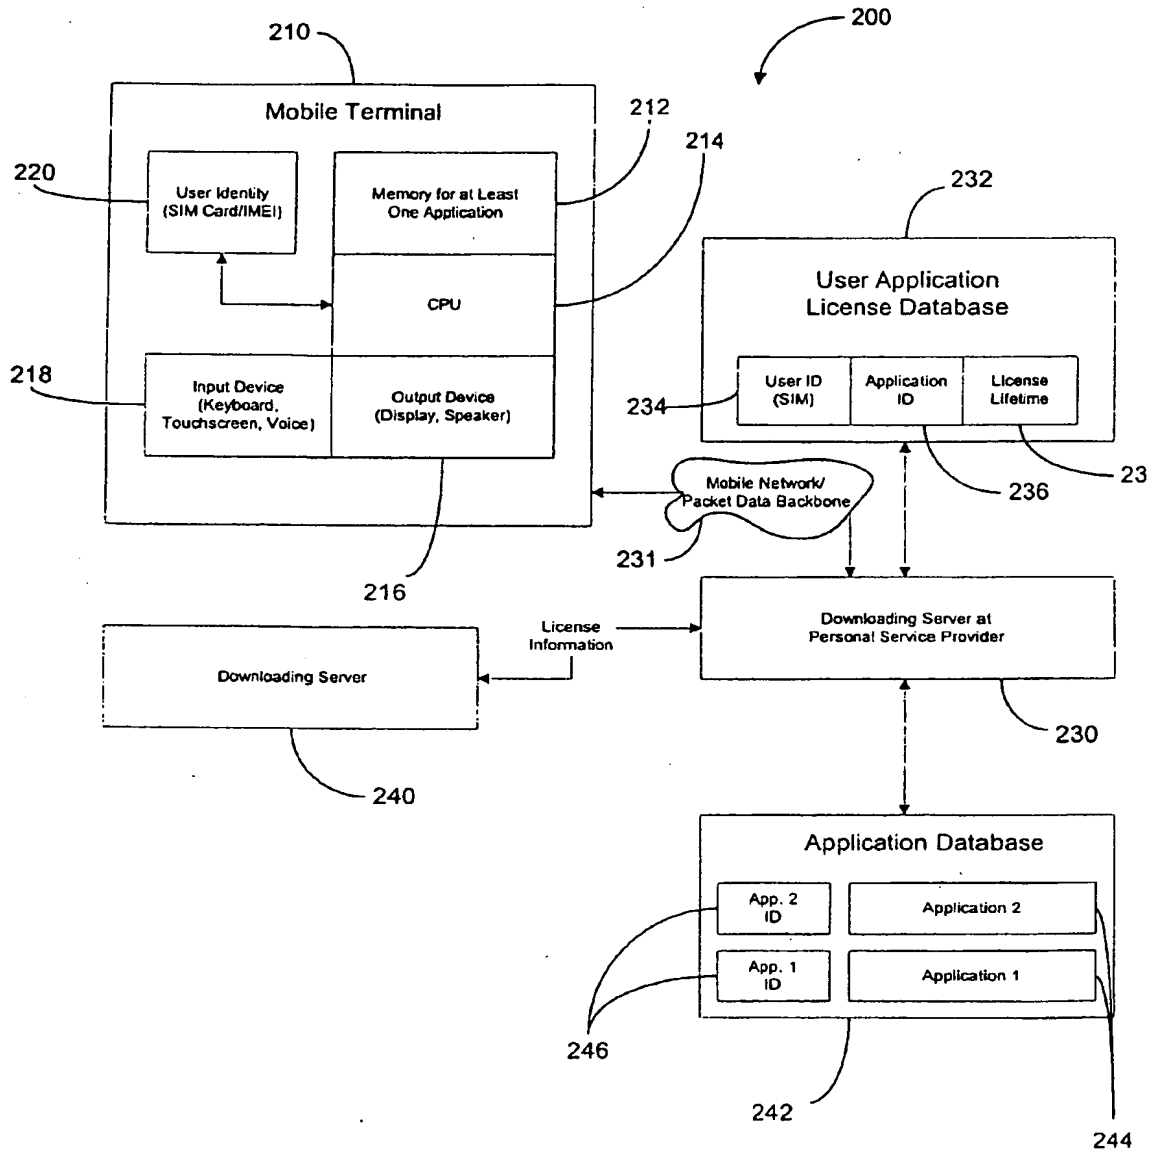 200
210
Mobile Terminal
212
214
220
User Identity
(SIM Card/IMEI)
Memory for at Least
One Application
232
CPU
User Application
License Database
218
Input Device
(Keyboard,
Touchscreen, Voice)
Output Device
(Display, Speaker)
234
User ID
(SIM)
Application
ID
License
Lifetime
23
236
Mobile Network/
Packet Data Backbone
231
216
License
Information
Downloading Server at
Personal Service Provider
Downloading Server
230
240
Application Database
App. 2
ID
Application 2
App. 1
ID
Application 1
246
242
244